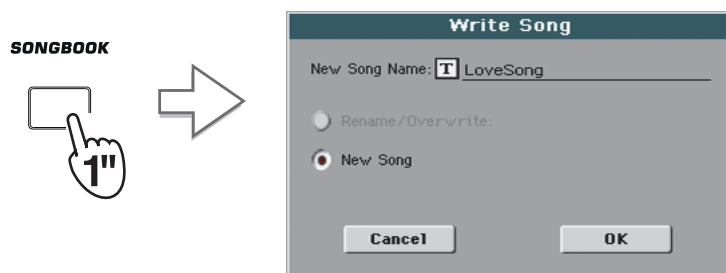 SONGBOOK
1"
Write Song
New Song Name: T LoveSong
Rename/Overwrite:
New Song
Cancel
OK